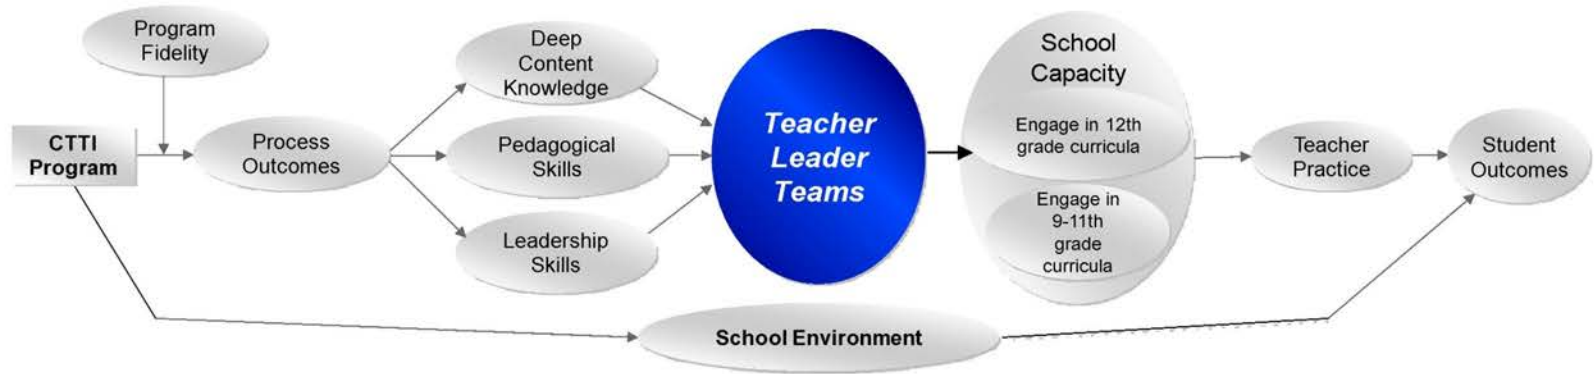 Program
Fidelity
CTTI
Program
Process
Outcomes
Deep
Content
Knowledge
Pedagogical
Skills
Leadership
Skills
Teacher
Leader
Teams
School
Capacity
Engage in 12th
grade curricula
Engage in
9-11th
grade
curricula
Teacher
Practice
Student
Outcomes
School Environment